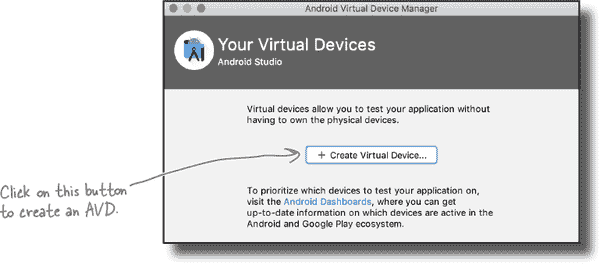 Android Virtual Device Manager
Your Virtual Devices
Android Studio
Virtual devices allow you to test your application without
having to own the physical devices.
+ Create Virtual Device...
Click on this button
to create an AVD.
To prioritize which devices to test your application on,
visit the Android Dashboards, where you can get
up-to-date information on which devices are active in the
Android and Google Play ecosystem.